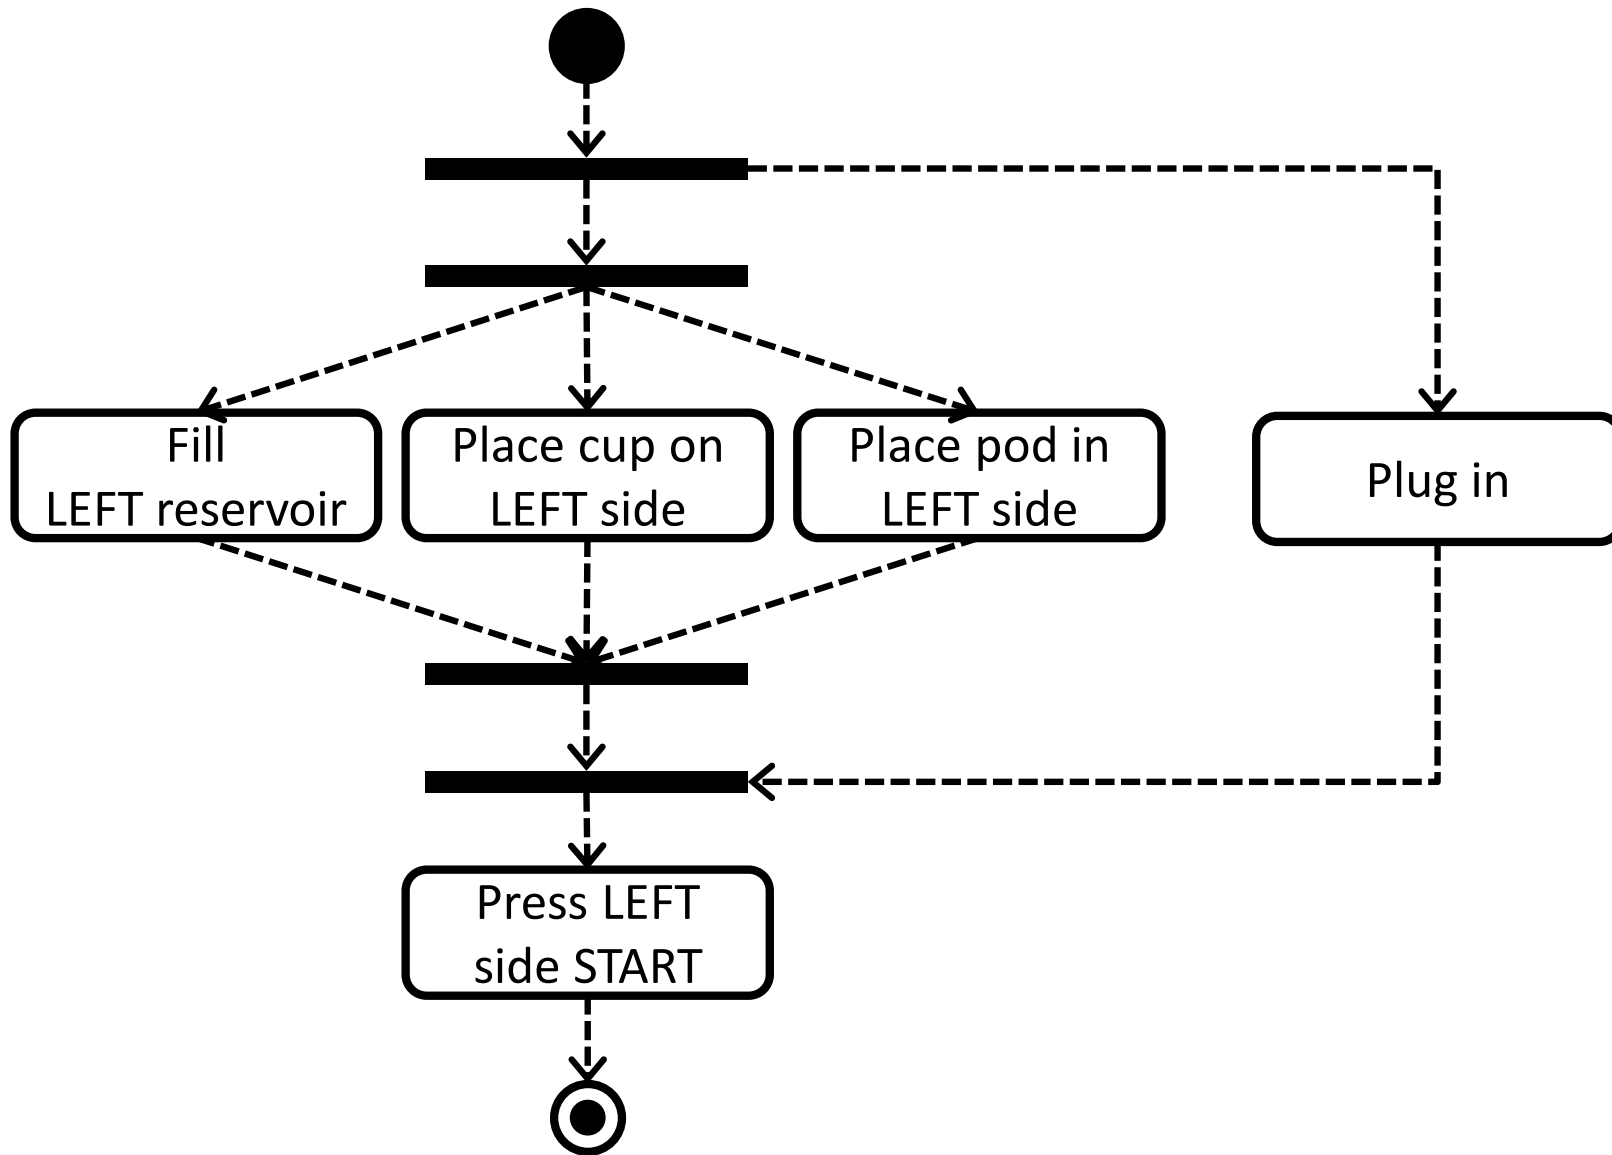 Fill
LEFT reservoir
Place cup on
LEFT side
Place pod in
LEFT side
Plug in
Press LEFT
side START